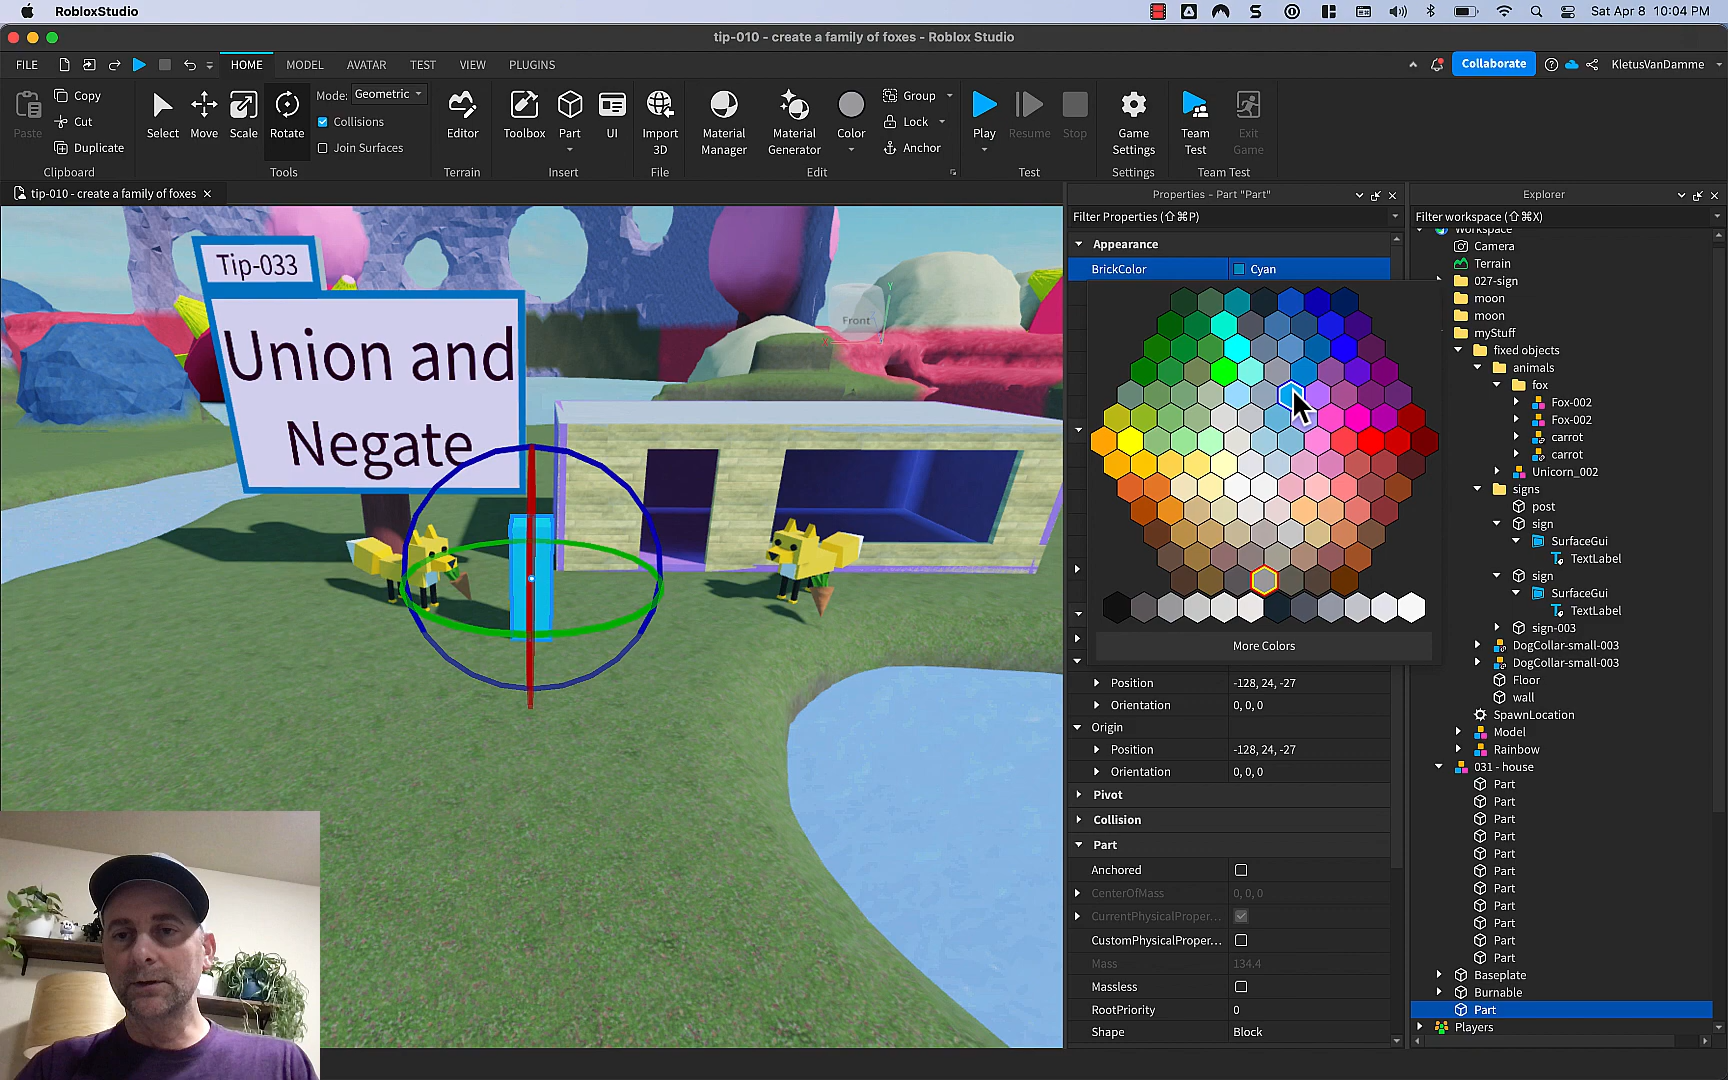 RobloxStudio
Sat Apr 8 10:04 PM
tip-010 - create a family of foxes - Roblox Studio
FILE
HOME
MODEL
AVATAR
TEST
VIEW
PLUGINS
Collaborate
KletusVanDamme
Paste
Copy
Cut
Duplicate
Clipboard
Select
Move
Scale
Rotate
Mode: Geometric
Collisions
Join Surfaces
Tools
Editor
Terrain
Toolbox
Part
UI
Insert
Import 3D
File
Material Manager
Material Generator
Color
Group
Lock
Anchor
Edit
Play
Resume
Stop
Test
Game Settings
Settings
Team Test
Exit Game
Team Test
tip-010 - create a family of foxes
Tip-033
Union and
Negate
Front
Y
X
Properties - Part "Part"
Filter Properties (⇧⌘P)
Appearance
BrickColor Cyan
More Colors
Position -128, 24, -27
Orientation 0, 0, 0
Origin
Position -128, 24, -27
Orientation 0, 0, 0
Pivot
Collision
Part
Anchored
CenterOfMass 0, 0, 0
CurrentPhysicalProper...
CustomPhysicalProper...
Mass 134.4
Massless
RootPriority 0
Shape Block
Explorer
Filter workspace (⇧⌘X)
Workspace
Camera
Terrain
027-sign
moon
moon
myStuff
fixed objects
animals
fox
Fox-002
Fox-002
carrot
carrot
Unicorn_002
signs
post
sign
SurfaceGui
TextLabel
sign
SurfaceGui
TextLabel
sign-003
DogCollar-small-003
DogCollar-small-003
Floor
wall
SpawnLocation
Model
Rainbow
031 - house
Part
Part
Part
Part
Part
Part
Part
Part
Part
Part
Part
Baseplate
Burnable
Part
Players